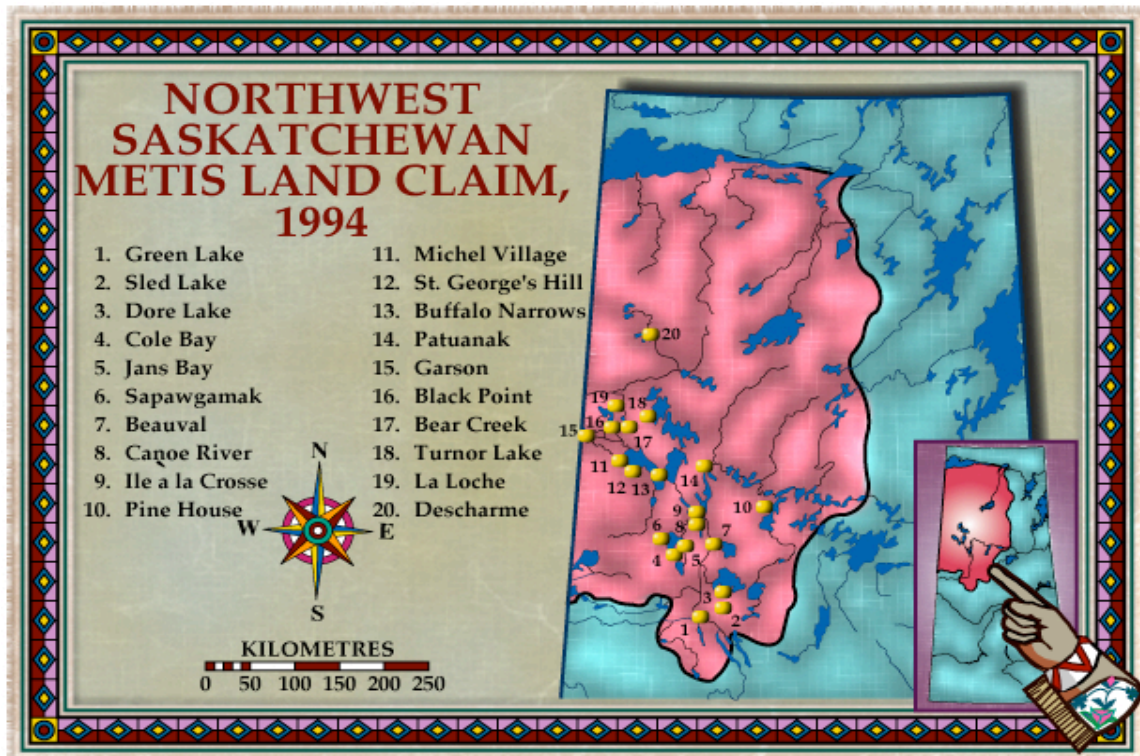 NORTHWEST
SASKATCHEWAN
METIS LAND CLAIM,
1994
1. Green Lake
2. Sled Lake
3. Dore Lake
4. Cole Bay
5. Jans Bay
6. Sapawgamak
7. Beauval
8. Canoe River
9. Ile a la Crosse
10. Pine House
11. Michel Village
12. St. George's Hill
13. Buffalo Narrows
14. Patuanak
15. Garson
16. Black Point
17. Bear Creek
18. Turnor Lake
19. La Loche
20. Descharme
N
W E
S
KILOMETRES
0 50 100 150 200 250
20
19 18
16
15 17
11
12 13 14
9 10
8
6 7
4 5
3
2
1